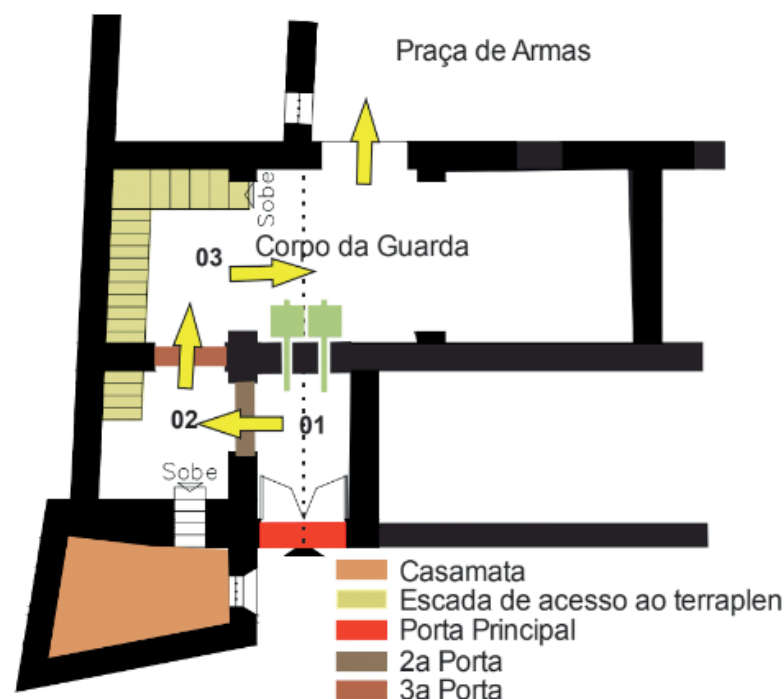 Praça de Armas
Sobe
Corpo da Guarda
03
02
01
Sobe
Casamata
Escada de acesso ao terraplen
Porta Principal
2a Porta
3a Porta